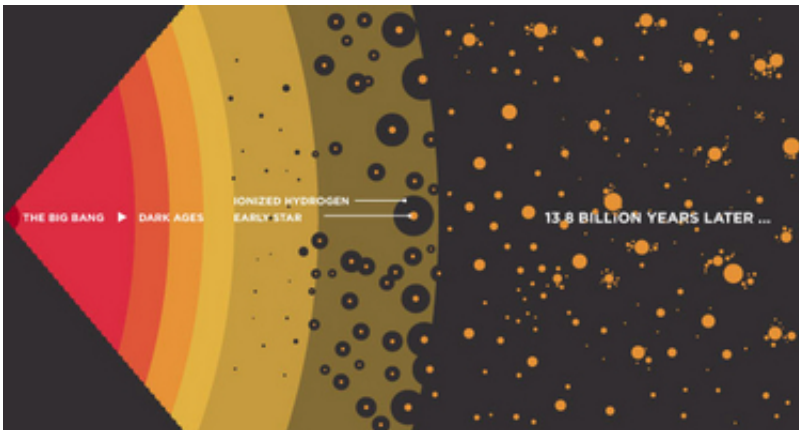 THE BIG BANG ▶ DARK AGES
IONIZED HYDROGEN
EARLY STAR
13.8 BILLION YEARS LATER ...